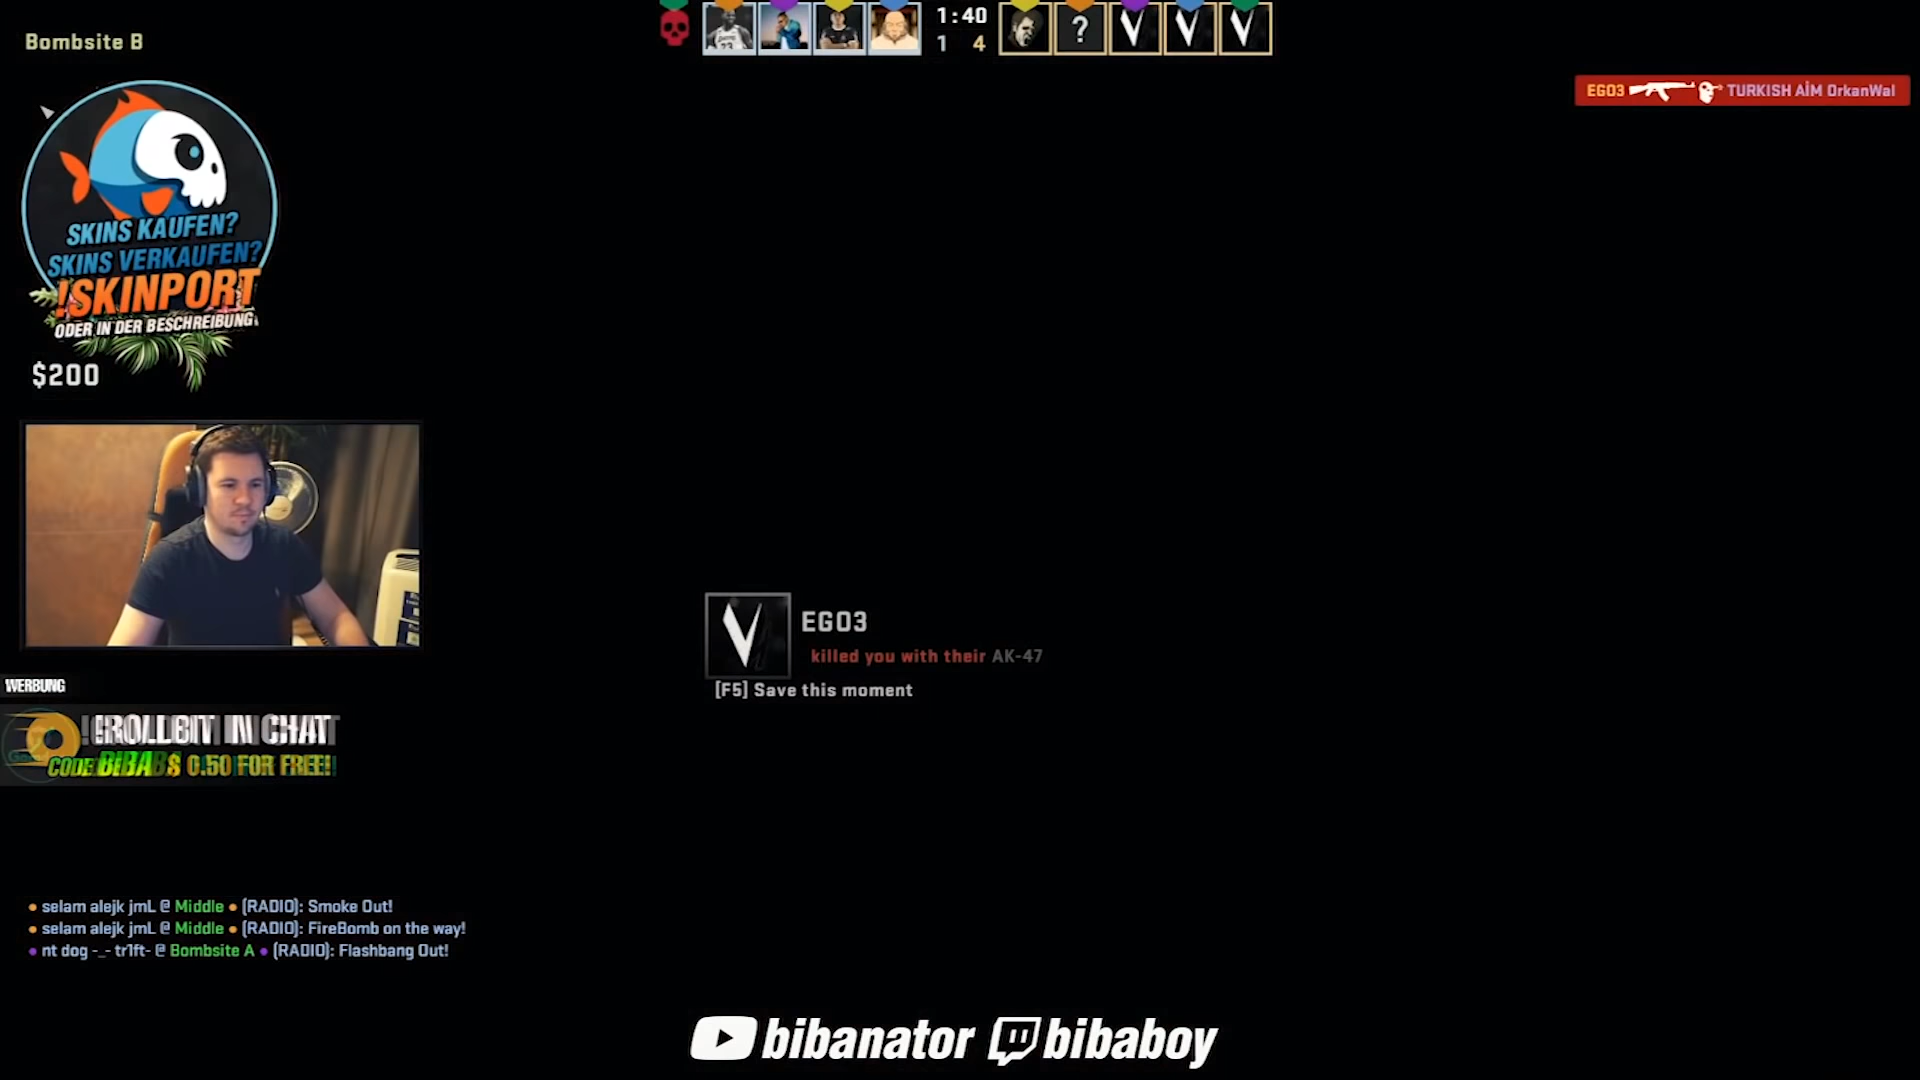 Bombsite B
1:40
1 4
?
EGO3 TURKISH AİM OrkanWal
SKINS KAUFEN?
SKINS VERKAUFEN?
!SKINPORT
ODER IN DER BESCHREIBUNG
$200
EGO3
killed you with their AK-47
[F5] Save this moment
WERBUNG
!ROLLBIT IN CHAT
CODE BIBA $ 0.50 FOR FREE!
• selam alejk jmL @ Middle • (RADIO): Smoke Out!
• selam alejk jmL @ Middle • (RADIO): FireBomb on the way!
• nt dog -_- tr1ft- @ Bombsite A • (RADIO): Flashbang Out!
bibanator bibaboy